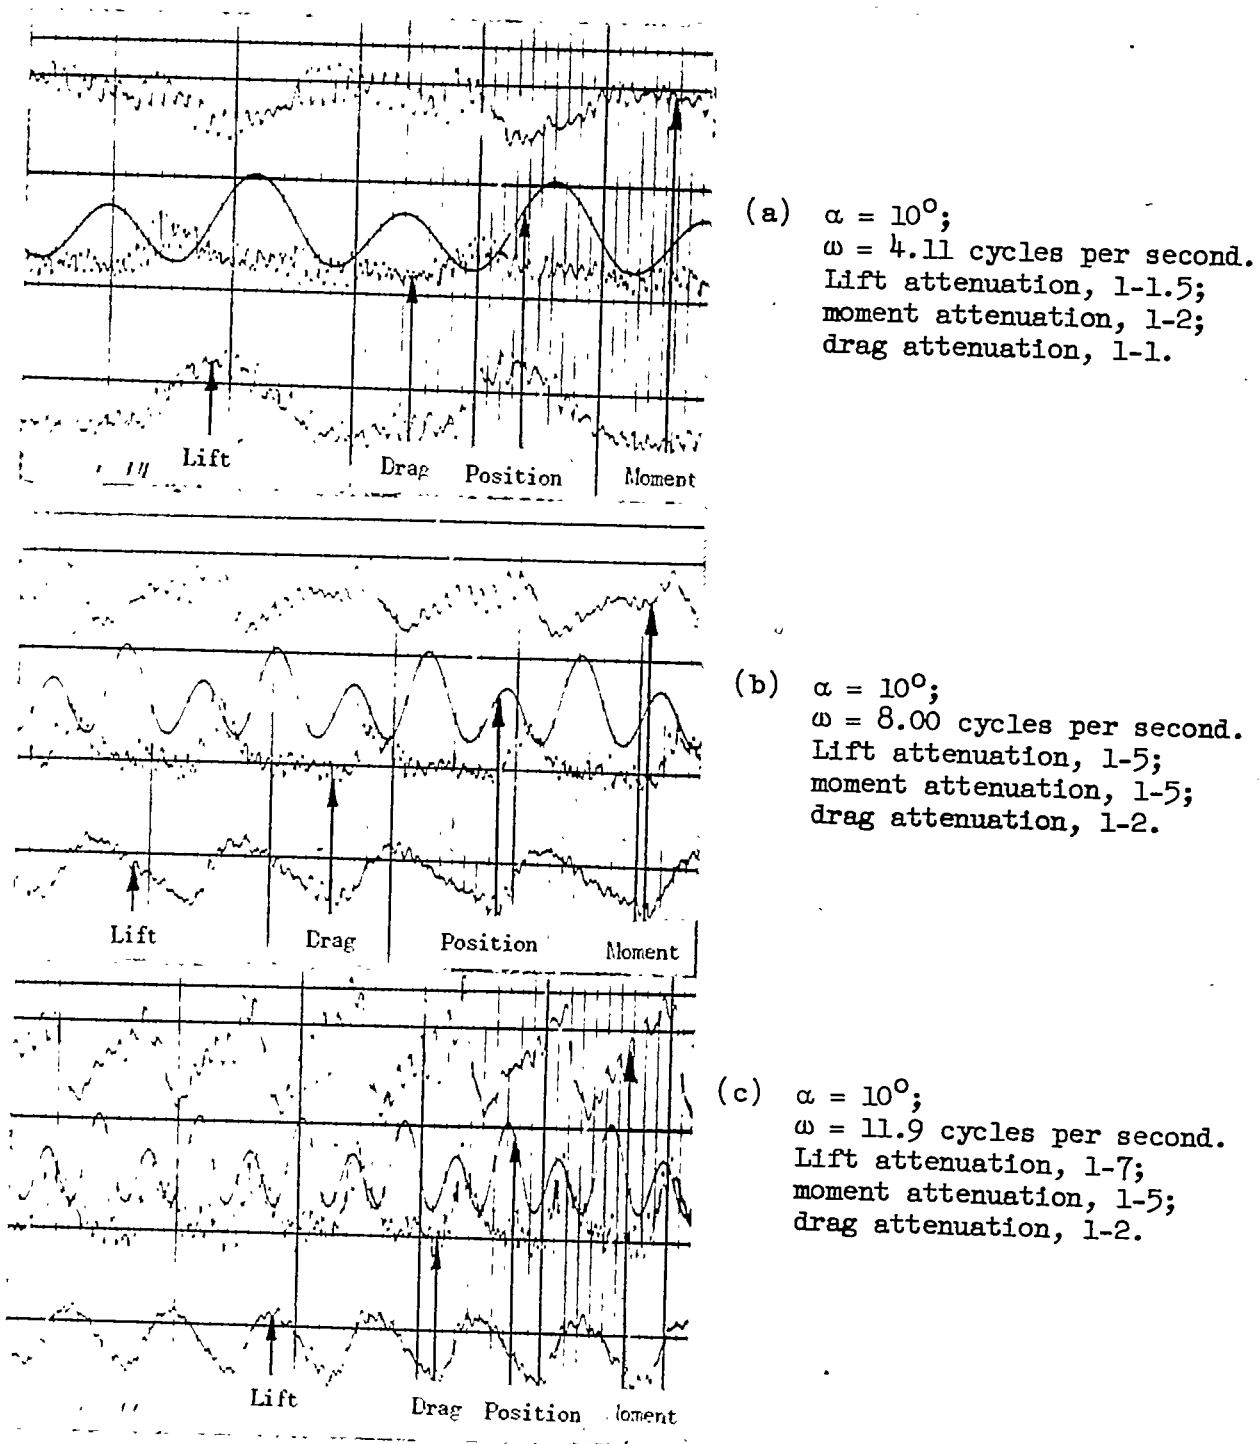 (a) α = 10°;
ω = 4.11 cycles per second.
Lift attenuation, 1-1.5;
moment attenuation, 1-2;
drag attenuation, 1-1.
Lift
Drag
Position
Moment
(b) α = 10°;
ω = 8.00 cycles per second.
Lift attenuation, 1-5;
moment attenuation, 1-5;
drag attenuation, 1-2.
Lift
Drag
Position
Moment
(c) α = 10°;
ω = 11.9 cycles per second.
Lift attenuation, 1-7;
moment attenuation, 1-5;
drag attenuation, 1-2.
Lift
Drag
Position
Moment